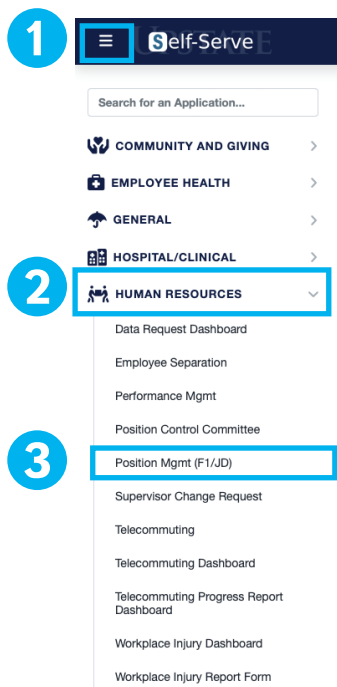 1
UPSTATE
Self-Serve
Search for an Application...
COMMUNITY AND GIVING
EMPLOYEE HEALTH
GENERAL
HOSPITAL/CLINICAL
2
HUMAN RESOURCES
Data Request Dashboard
Employee Separation
Performance Mgmt
Position Control Committee
3
Position Mgmt (F1/JD)
Supervisor Change Request
Telecommuting
Telecommuting Dashboard
Telecommuting Progress Report
Dashboard
Workplace Injury Dashboard
Workplace Injury Report Form